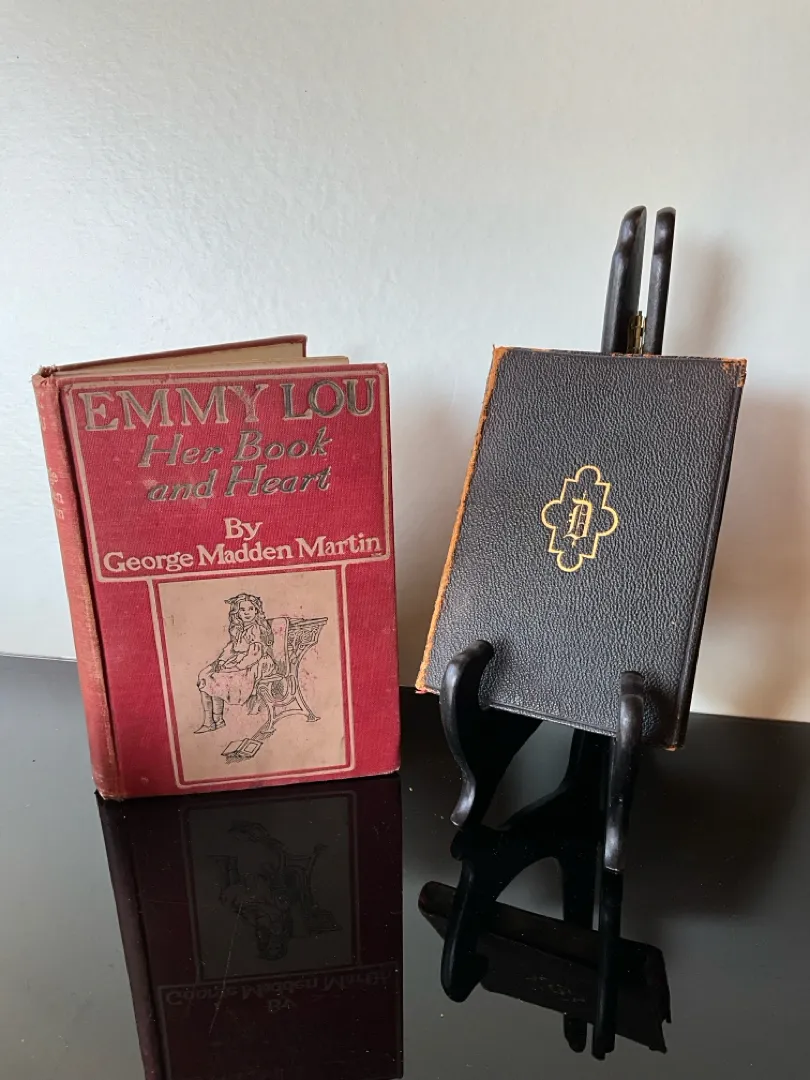 EMMY LOU
Her Book
and Heart
By
George Madden Martin
D